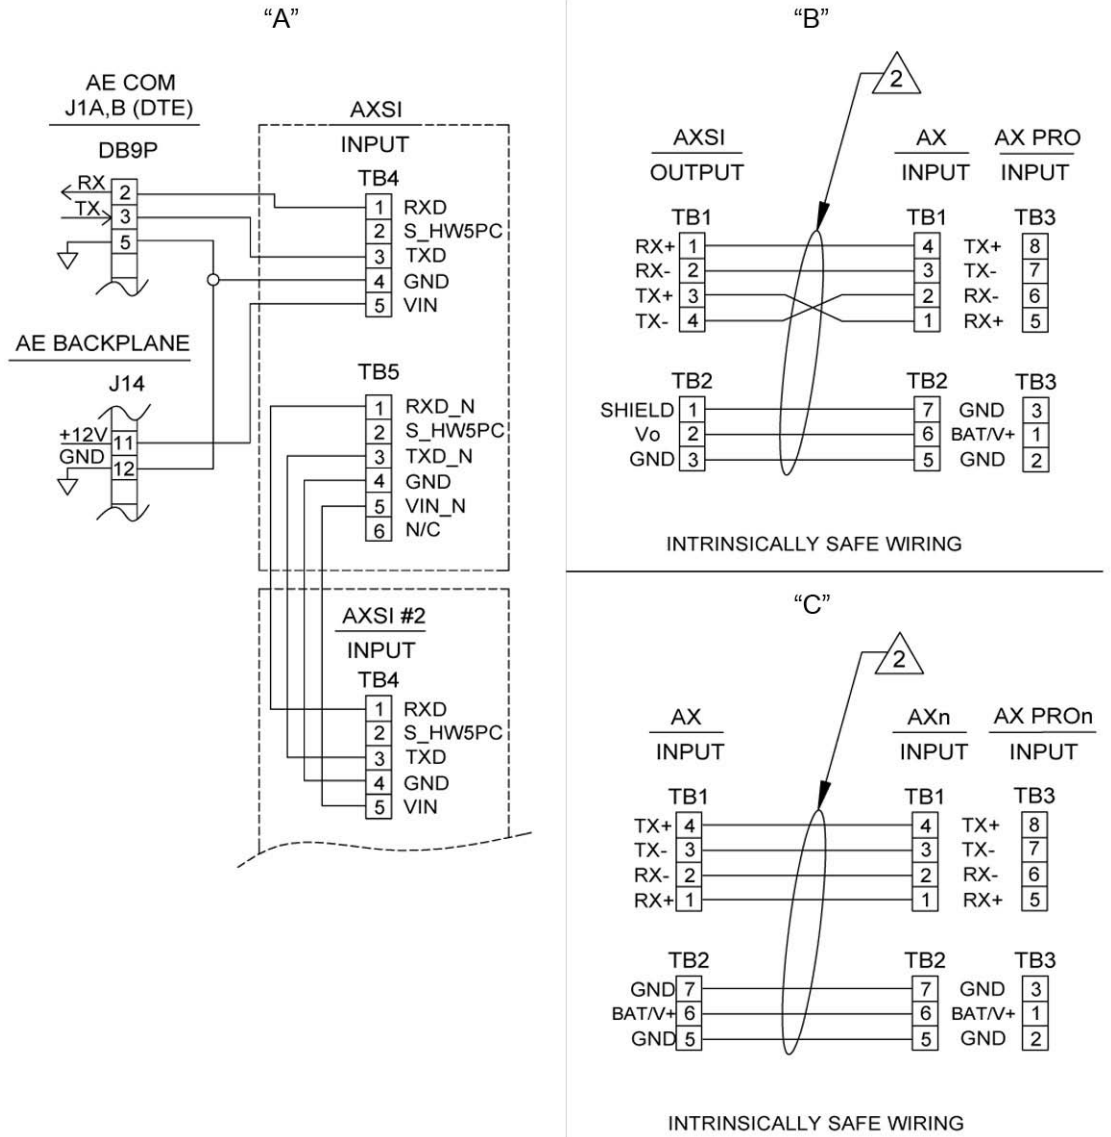 “A”
AE COM
J1A,B (DTE)
DB9P
RX 2
TX 3
5
AE BACKPLANE
J14
+12V 11
GND 12
AXSI
INPUT
TB4
1 RXD
2 S_HW5PC
3 TXD
4 GND
5 VIN
TB5
1 RXD_N
2 S_HW5PC
3 TXD_N
4 GND
5 VIN_N
6 N/C
AXSI #2
INPUT
TB4
1 RXD
2 S_HW5PC
3 TXD
4 GND
5 VIN
“B”
2
AXSI AX AX PRO
OUTPUT INPUT INPUT
TB1 TB1 TB3
RX+ 1 4 TX+ 8
RX- 2 3 TX- 7
TX+ 3 2 RX- 6
TX- 4 1 RX+ 5
TB2 TB2 TB3
SHIELD 1 7 GND 3
Vo 2 6 BAT/V+ 1
GND 3 5 GND 2
INTRINSICALLY SAFE WIRING
“C”
2
AX AXn AX PROn
INPUT INPUT INPUT
TB1 TB1 TB3
TX+ 4 4 TX+ 8
TX- 3 3 TX- 7
RX- 2 2 RX- 6
RX+ 1 1 RX+ 5
TB2 TB2 TB3
GND 7 7 GND 3
BAT/V+ 6 6 BAT/V+ 1
GND 5 5 GND 2
INTRINSICALLY SAFE WIRING